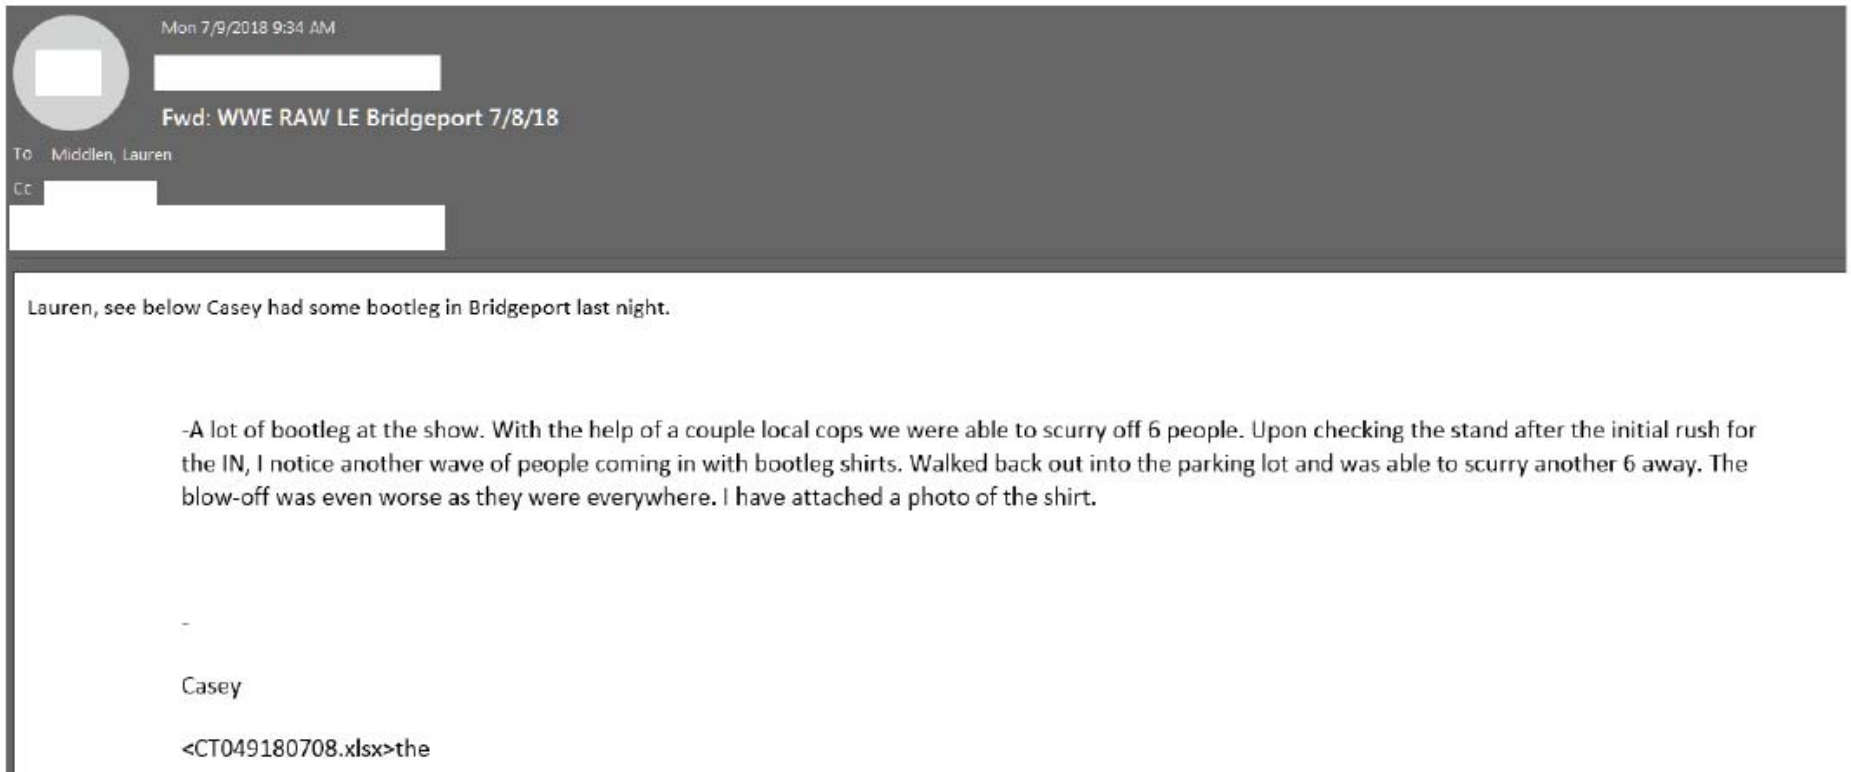 Mon 7/9/2018 9:34 AM
Fwd: WWE RAW LE Bridgeport 7/8/18
To Middlen, Lauren
Cc
Lauren, see below Casey had some bootleg in Bridgeport last night.
-A lot of bootleg at the show. With the help of a couple local cops we were able to scurry off 6 people. Upon checking the stand after the initial rush for
the IN, I notice another wave of people coming in with bootleg shirts. Walked back out into the parking lot and was able to scurry another 6 away. The
blow-off was even worse as they were everywhere. I have attached a photo of the shirt.
-
Casey
<CT049180708.xlsx>the